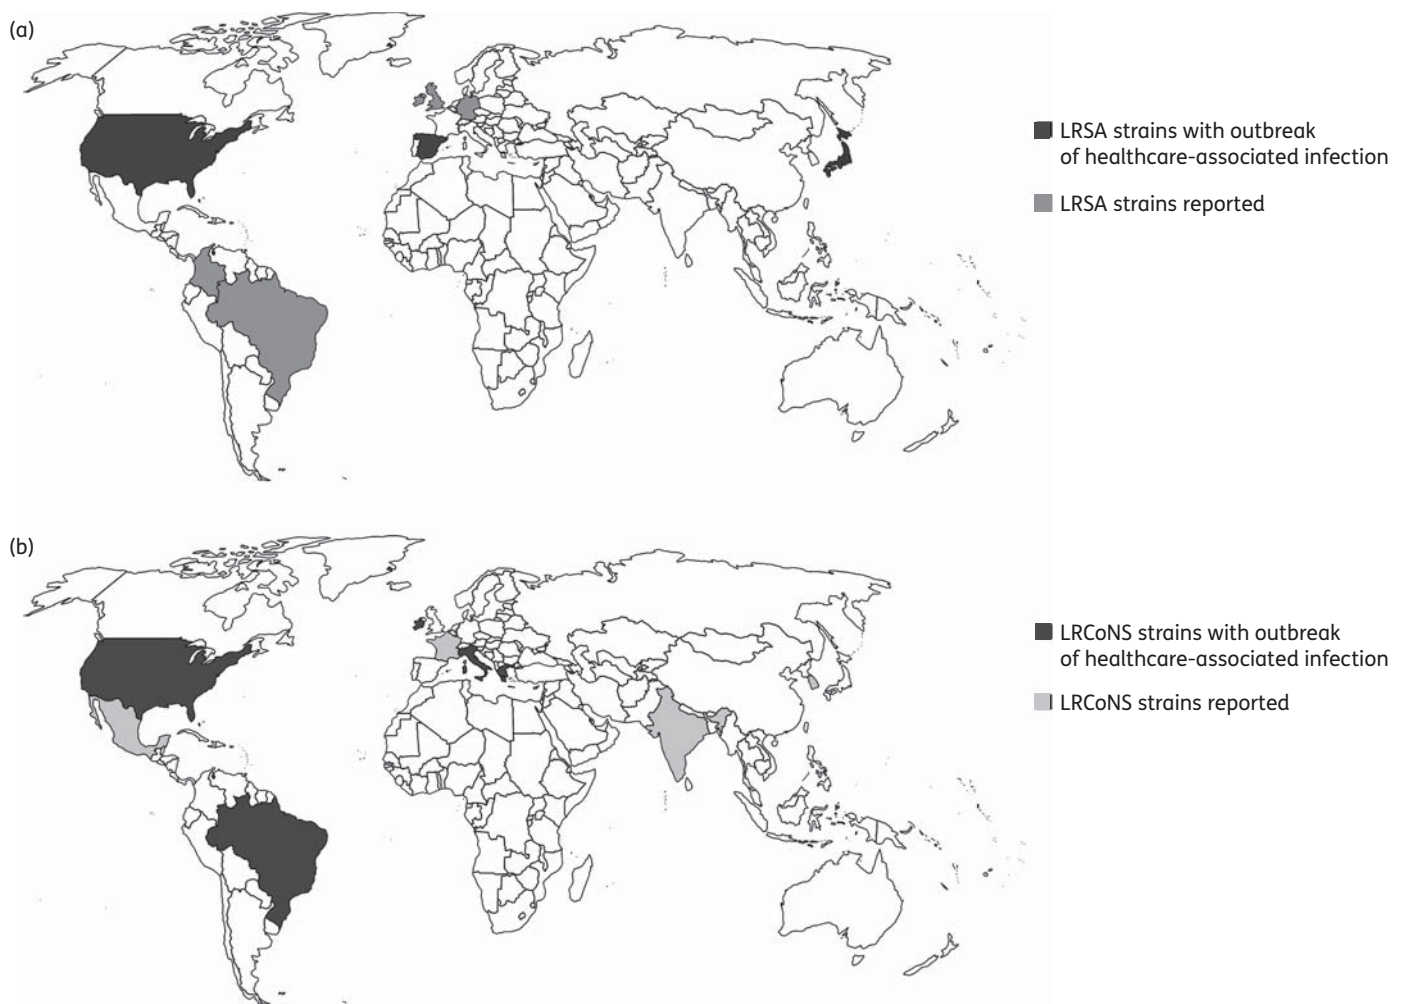 (a)
LRSA strains with outbreak
of healthcare-associated infection
LRSA strains reported
(b)
LRCoNS strains with outbreak
of healthcare-associated infection
LRCoNS strains reported